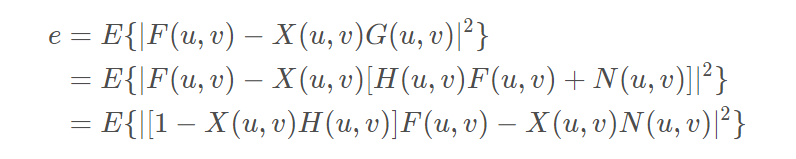 e = E{|F(u, v) − X(u, v)G(u, v)|²}
= E{|F(u, v) − X(u, v)[H(u, v)F(u, v) + N(u, v)]|²}
= E{|[1 − X(u, v)H(u, v)]F(u, v) − X(u, v)N(u, v)|²}